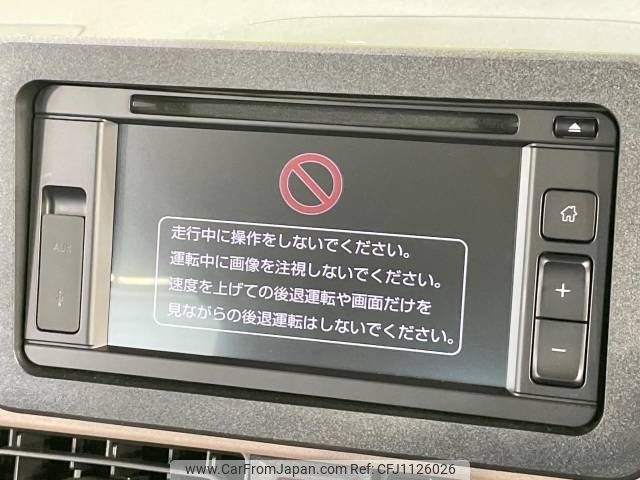 走行中に操作をしないでください。
運転中に画像を注視しないでください。
速度を上げての後退運転や画面だけを
見ながらの後退運転はしないでください。
AUX
+
−
www.CarFromJapan.com | CFJ1126026